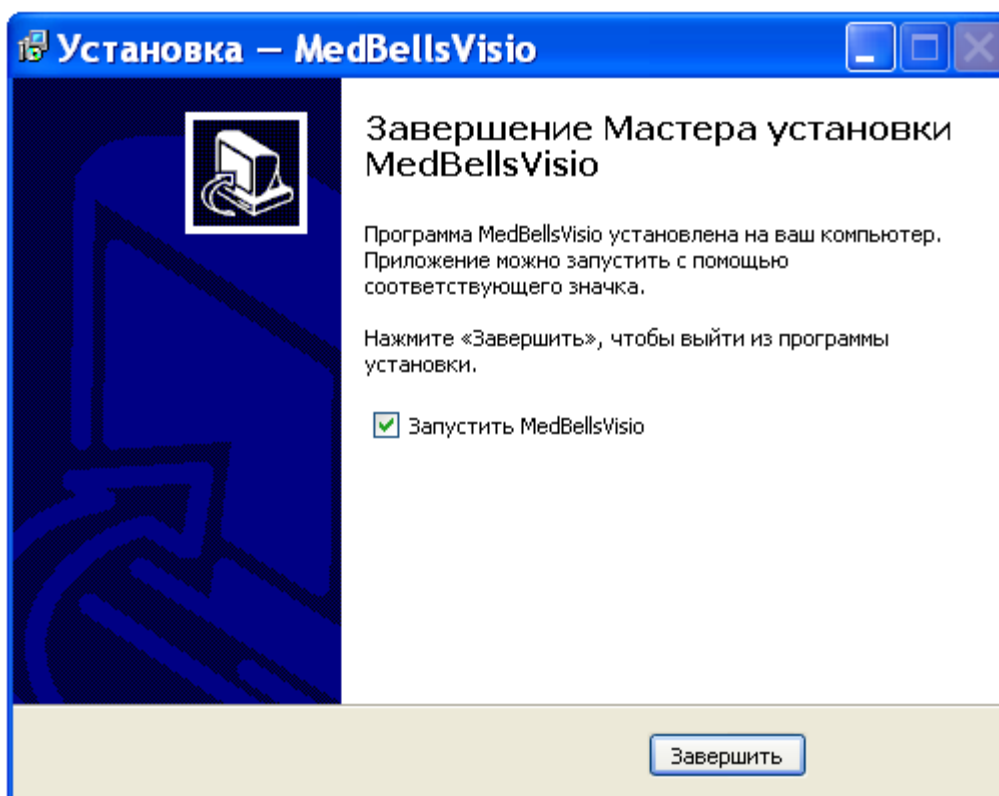 Установка — MedBellsVisio
Завершение Мастера установки
MedBellsVisio
Программа MedBellsVisio установлена на ваш компьютер.
Приложение можно запустить с помощью
соответствующего значка.
Нажмите «Завершить», чтобы выйти из программы
установки.
Запустить MedBellsVisio
Завершить